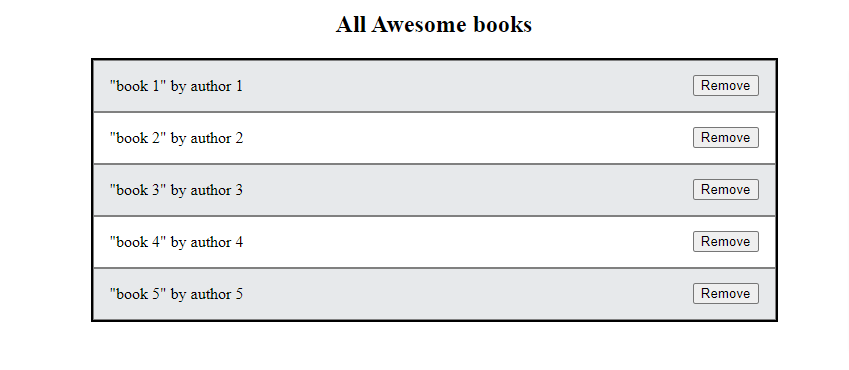 All Awesome books
"book 1" by author 1 Remove
"book 2" by author 2 Remove
"book 3" by author 3 Remove
"book 4" by author 4 Remove
"book 5" by author 5 Remove